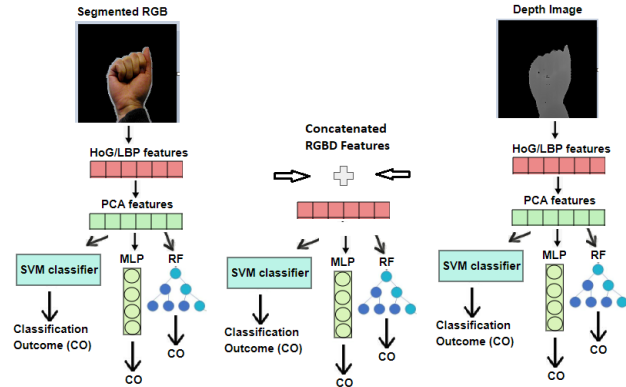 Segmented RGB
HoG/LBP features
PCA features
SVM classifier
MLP
RF
Classification
Outcome (CO)
CO
CO
Concatenated
RGBD Features
SVM classifier
MLP
RF
Classification
Outcome (CO)
CO
CO
Depth Image
HoG/LBP features
PCA features
SVM classifier
MLP
RF
Classification
Outcome (CO)
CO
CO